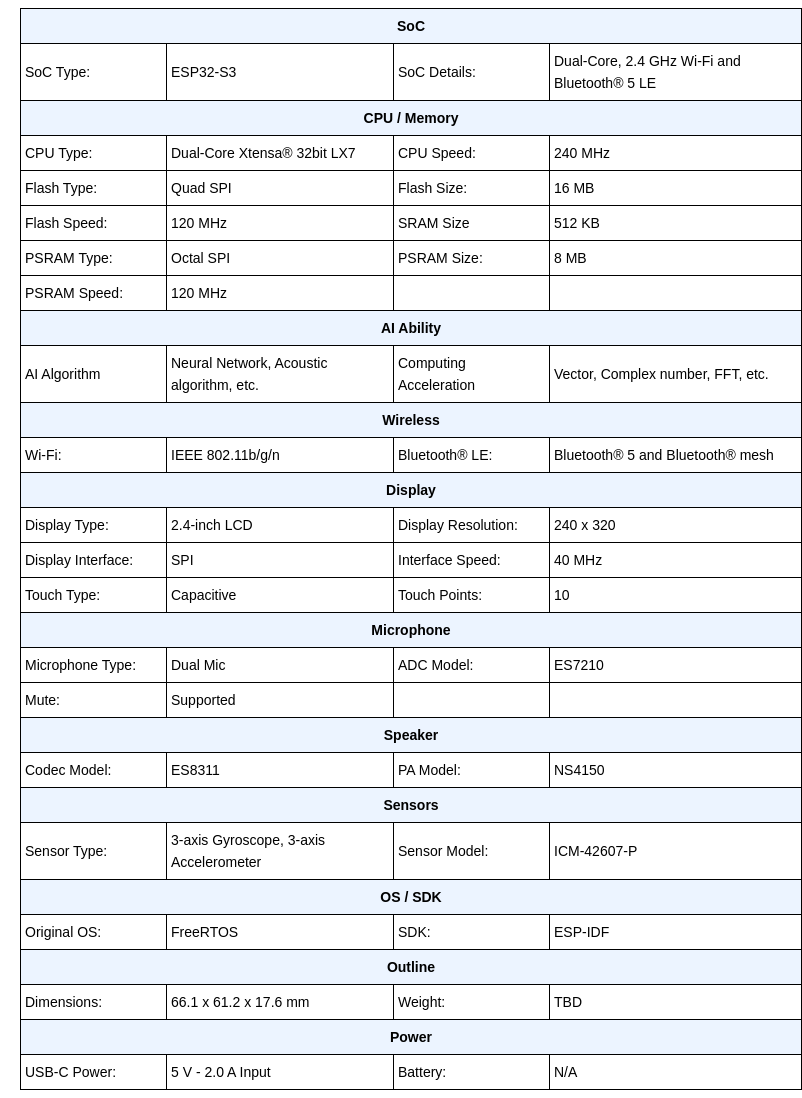 SoC
SoC Type: ESP32-S3 SoC Details: Dual-Core, 2.4 GHz Wi-Fi and
Bluetooth® 5 LE
CPU / Memory
CPU Type: Dual-Core Xtensa® 32bit LX7 CPU Speed: 240 MHz
Flash Type: Quad SPI Flash Size: 16 MB
Flash Speed: 120 MHz SRAM Size 512 KB
PSRAM Type: Octal SPI PSRAM Size: 8 MB
PSRAM Speed: 120 MHz
AI Ability
AI Algorithm Neural Network, Acoustic
algorithm, etc. Computing
Acceleration Vector, Complex number, FFT, etc.
Wireless
Wi-Fi: IEEE 802.11b/g/n Bluetooth® LE: Bluetooth® 5 and Bluetooth® mesh
Display
Display Type: 2.4-inch LCD Display Resolution: 240 x 320
Display Interface: SPI Interface Speed: 40 MHz
Touch Type: Capacitive Touch Points: 10
Microphone
Microphone Type: Dual Mic ADC Model: ES7210
Mute: Supported
Speaker
Codec Model: ES8311 PA Model: NS4150
Sensors
Sensor Type: 3-axis Gyroscope, 3-axis
Accelerometer Sensor Model: ICM-42607-P
OS / SDK
Original OS: FreeRTOS SDK: ESP-IDF
Outline
Dimensions: 66.1 x 61.2 x 17.6 mm Weight: TBD
Power
USB-C Power: 5 V - 2.0 A Input Battery: N/A